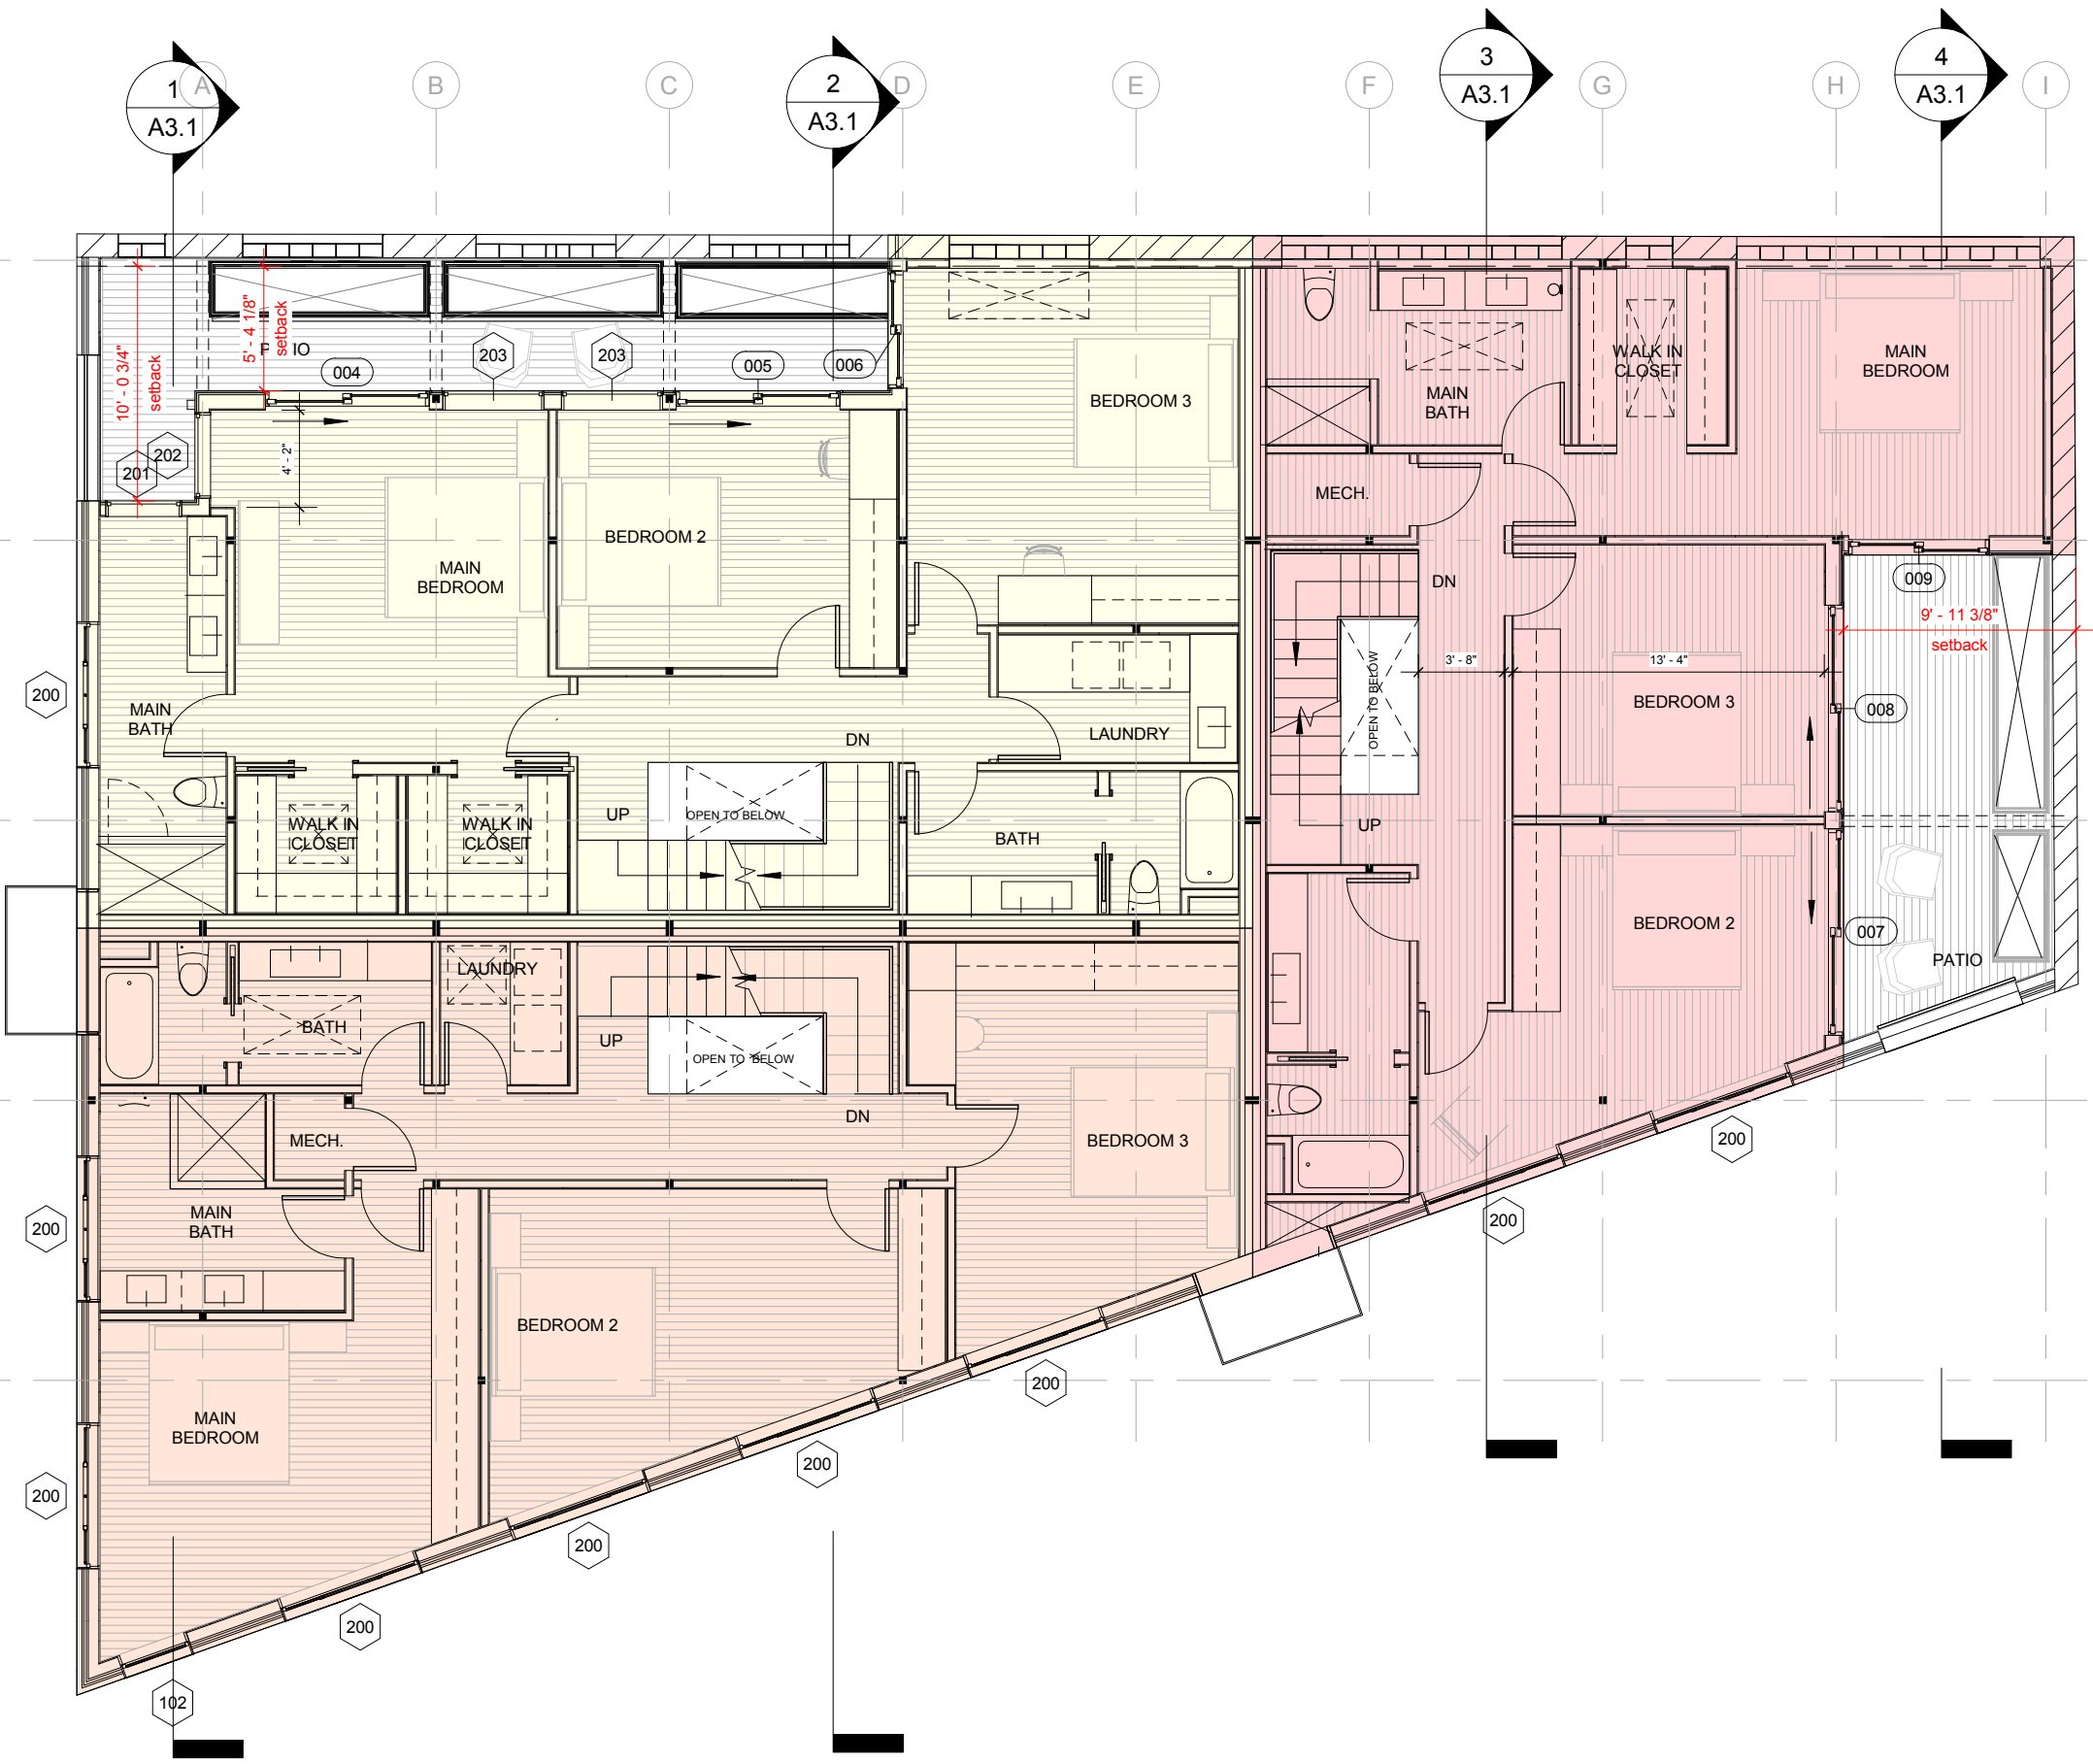 1
A3.1
A
B
C
2
A3.1
D
E
F
3
A3.1
G
H
4
A3.1
I
10' - 0 3/4"
setback
5' - 4 1/8"
setback
004
203
203
005
006
201
202
4' - 2"
BEDROOM 3
BEDROOM 2
MAIN
BEDROOM
200
MAIN
BATH
DN
LAUNDRY
WALK IN
CLOSET
WALK IN
CLOSET
UP
OPEN TO BELOW
BATH
MAIN
BATH
WALK IN
CLOSET
MAIN
BEDROOM
MECH.
DN
009
9' - 11 3/8"
setback
3' - 8"
13' - 4"
OPEN TO BELOW
BEDROOM 3
008
UP
BEDROOM 2
007
PATIO
200
200
LAUNDRY
BATH
UP
OPEN TO BELOW
DN
MECH.
BEDROOM 3
200
MAIN
BATH
BEDROOM 2
200
MAIN
BEDROOM
200
200
200
200
102